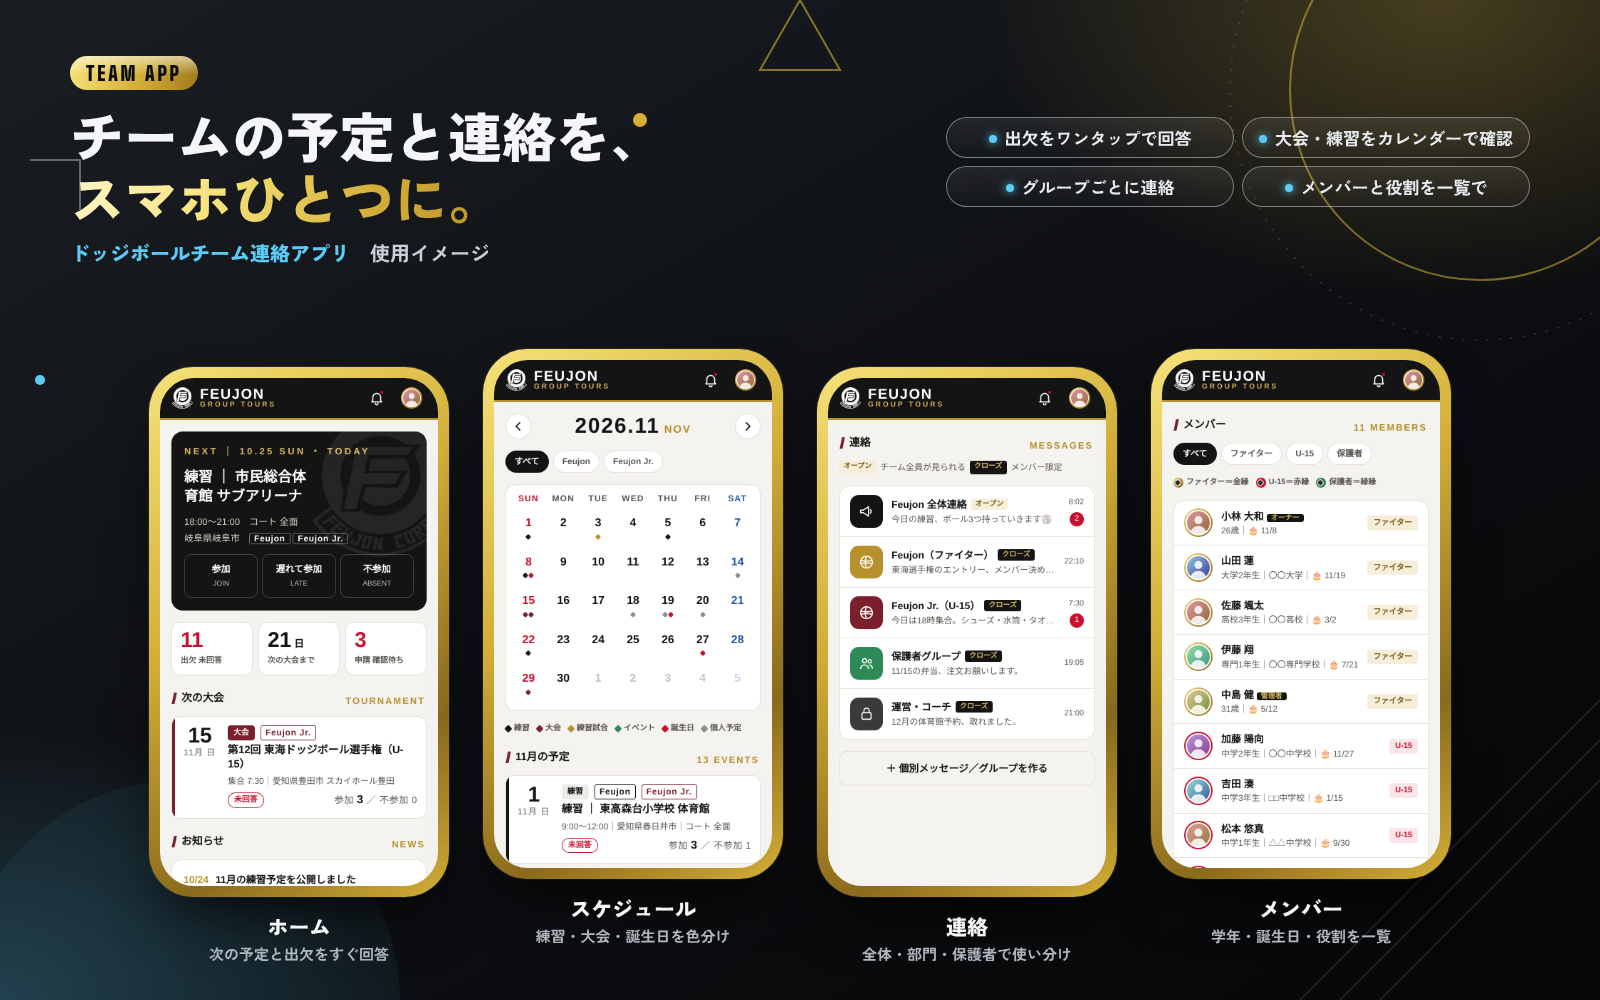 TEAM APP
チームの予定と連絡を、
スマホひとつに。
ドッジボールチーム連絡アプリ 使用イメージ
出欠をワンタップで回答
大会・練習をカレンダーで確認
グループごとに連絡
メンバーと役割を一覧で
FEUJON
GROUP TOURS
NEXT | 10.25 SUN ・ TODAY
練習 | 市民総合体
育館 サブアリーナ
18:00〜21:00 コート 全面
岐阜県岐阜市 Feujon Feujon Jr.
参加 遅れて参加 不参加
JOIN LATE ABSENT
11 21日 3
出欠 未回答 次の大会まで 申請 確認待ち
次の大会 TOURNAMENT
15
11月 日
大会 Feujon Jr.
第12回 東海ドッジボール選手権（U-
15）
集合 7:30 | 愛知県豊田市 スカイホール豊田
未回答 参加 3 ／ 不参加 0
お知らせ NEWS
10/24 11月の練習予定を公開しました
ホーム
次の予定と出欠をすぐ回答
FEUJON
GROUP TOURS
2026.11 NOV
すべて Feujon Feujon Jr.
SUN MON TUE WED THU FRI SAT
1 2 3 4 5 6 7
8 9 10 11 12 13 14
15 16 17 18 19 20 21
22 23 24 25 26 27 28
29 30 1 2 3 4 5
練習 大会 練習試合 イベント 誕生日 個人予定
11月の予定 13 EVENTS
1
11月 日
練習 Feujon Feujon Jr.
練習 | 東高森台小学校 体育館
9:00〜12:00 | 愛知県春日井市 | コート 全面
未回答 参加 3 ／ 不参加 1
スケジュール
練習・大会・誕生日を色分け
FEUJON
GROUP TOURS
連絡 MESSAGES
オープン チーム全員が見られる クローズ メンバー限定
Feujon 全体連絡 オープン 8:02
今日の練習、ボール3つ持っていきます 2
Feujon（ファイター） クローズ 22:10
東海選手権のエントリー、メンバー決め…
Feujon Jr.（U-15） クローズ 7:30
今日は18時集合。シューズ・水筒・タオ… 1
保護者グループ クローズ 19:05
11/15の弁当、注文お願いします。
運営・コーチ クローズ 21:00
12月の体育館予約、取れました。
＋ 個別メッセージ／グループを作る
連絡
全体・部門・保護者で使い分け
FEUJON
GROUP TOURS
メンバー 11 MEMBERS
すべて ファイター U-15 保護者
ファイター＝金縁 U-15＝赤縁 保護者＝緑縁
小林 大和 オーナー ファイター
26歳 | 11/8
山田 蓮 ファイター
大学2年生 | 〇〇大学 | 11/19
佐藤 颯太 ファイター
高校3年生 | 〇〇高校 | 3/2
伊藤 翔 ファイター
専門1年生 | 〇〇専門学校 | 7/21
中島 健 管理者 ファイター
31歳 | 5/12
加藤 陽向 U-15
中学2年生 | 〇〇中学校 | 11/27
吉田 湊 U-15
中学3年生 | □□中学校 | 1/15
松本 悠真 U-15
中学1年生 | △△中学校 | 9/30
メンバー
学年・誕生日・役割を一覧